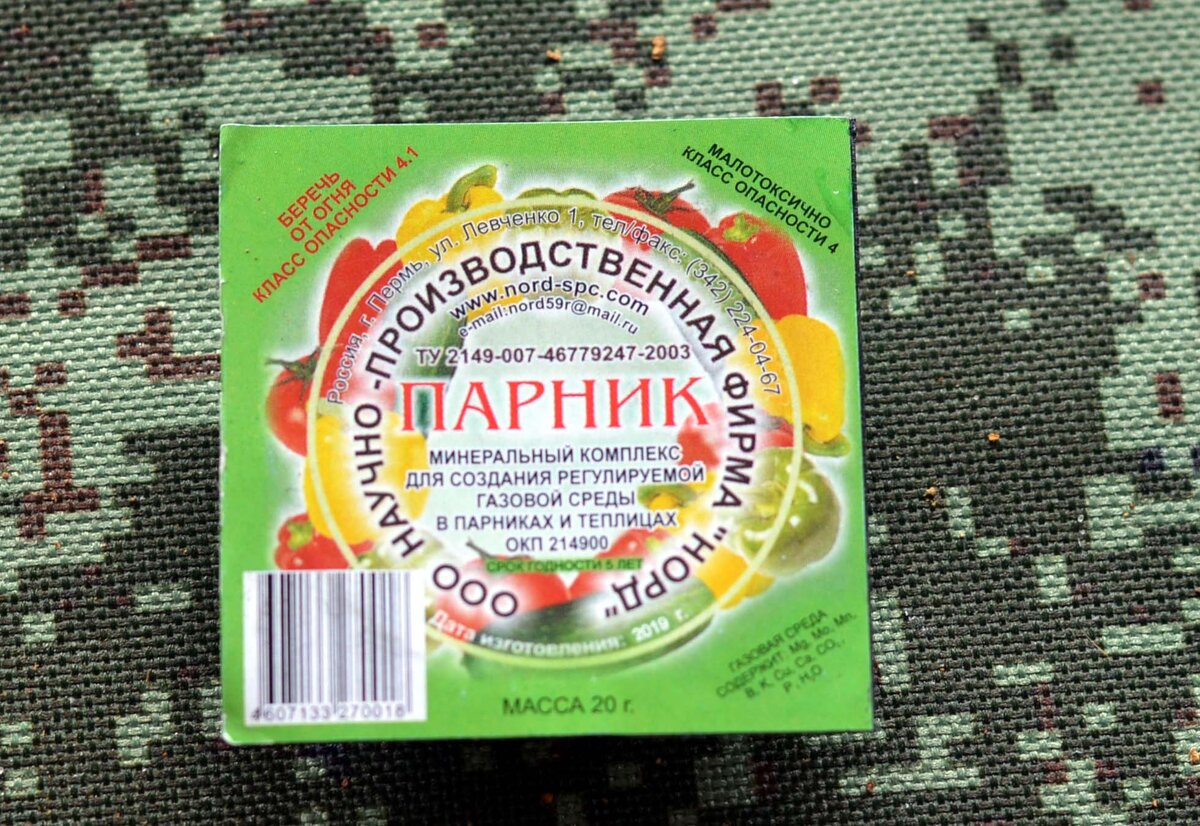 БЕРЕЧЬ
ОТ ОГНЯ
КЛАСС ОПАСНОСТИ 4.1
МАЛОТОКСИЧНО
КЛАСС ОПАСНОСТИ 4
Россия, г. Пермь, ул. Левченко 1, тел/факс: (342) 224-04-67
ООО НАУЧНО-ПРОИЗВОДСТВЕННАЯ ФИРМА "НОРД"
www.nord-spc.com
e-mail:nord59r@mail.ru
ТУ 2149-007-46779247-2003
ПАРНИК
МИНЕРАЛЬНЫЙ КОМПЛЕКС
ДЛЯ СОЗДАНИЯ РЕГУЛИРУЕМОЙ
ГАЗОВОЙ СРЕДЫ
В ПАРНИКАХ И ТЕПЛИЦАХ
ОКП 214900
СРОК ГОДНОСТИ 5 ЛЕТ
Дата изготовления: 2019 г.
ГАЗОВАЯ СРЕДА
СОДЕРЖИТ: Mg, Mo, Mn,
B, K, Cu, Ca, CO₂,
P, H₂O
4607133 270018
МАССА 20 г.